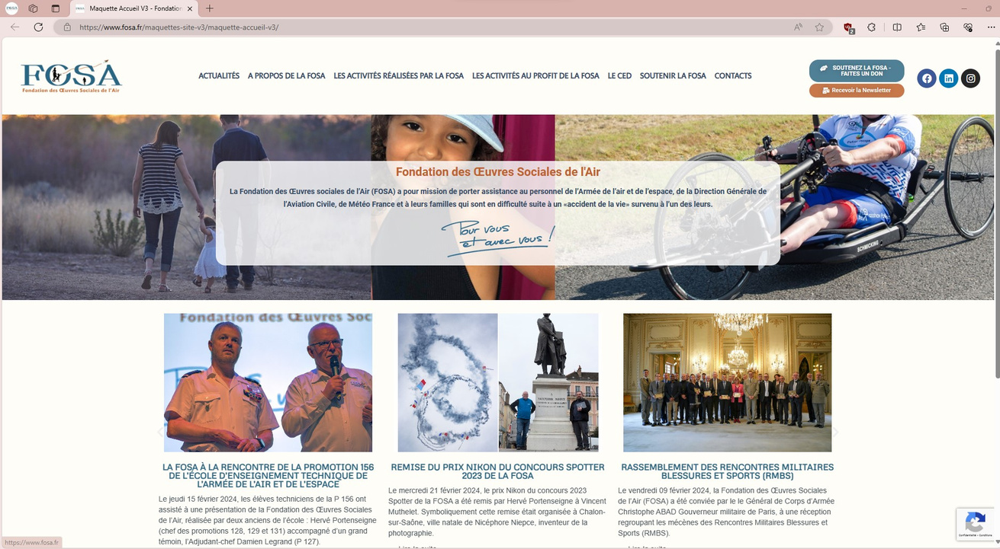 FOSA
Maquette Accueil V3 - Fondation
https://www.fosa.fr/maquettes-site-v3/maquette-accueil-v3/
2
FOSA
Fondation des Œuvres Sociales de l'Air
ACTUALITÉS A PROPOS DE LA FOSA LES ACTIVITÉS RÉALISÉES PAR LA FOSA LES ACTIVITÉS AU PROFIT DE LA FOSA LE CED SOUTENIR LA FOSA CONTACTS
SOUTENEZ LA FOSA -
FAITES UN DON
Recevoir la Newsletter
Fondation des Œuvres Sociales de l'Air
La Fondation des Œuvres sociales de l'Air (FOSA) a pour mission de porter assistance au personnel de l'Armée de l'air et de l'espace, de la Direction Générale de
l'Aviation Civile, de Météo France et à leurs familles qui sont en difficulté suite à un «accident de la vie» survenu à l'un des leurs.
Pour vous
et avec vous !
SCHMICKING
Fondation des Œuvres Soc
LA FOSA À LA RENCONTRE DE LA PROMOTION 156
DE L'ÉCOLE D'ENSEIGNEMENT TECHNIQUE DE
L'ARMÉE DE L'AIR ET DE L'ESPACE
Le jeudi 15 février 2024, les élèves techniciens de la P 156 ont
assisté à une présentation de la Fondation des Œuvres Sociales
de l'Air, réalisée par deux anciens de l'école : Hervé Portenseigne
(chef des promotions 128, 129 et 131) accompagné d'un grand
témoin, l'Adjudant-chef Damien Legrand (P 127).
REMISE DU PRIX NIKON DU CONCOURS SPOTTER
2023 DE LA FOSA
Le mercredi 21 février 2024, le prix Nikon du concours 2023
Spotter de la FOSA a été remis par Hervé Portenseigne à Vincent
Muthelet. Symboliquement cette remise était organisée à Chalon-
sur-Saône, ville natale de Nicéphore Niepce, inventeur de la
photographie.
Lire la suite
RASSEMBLEMENT DES RENCONTRES MILITAIRES
BLESSURES ET SPORTS (RMBS)
Le vendredi 09 février 2024, la Fondation des Œuvres Sociales
de l'Air (FOSA) a été conviée par le le Général de Corps d'Armée
Christophe ABAD Gouverneur militaire de Paris, à une réception
regroupant les mécènes des Rencontres Militaires Blessures et
Sports (RMBS).
Lire la suite
Confidentialité - Conditions
https://www.fosa.fr